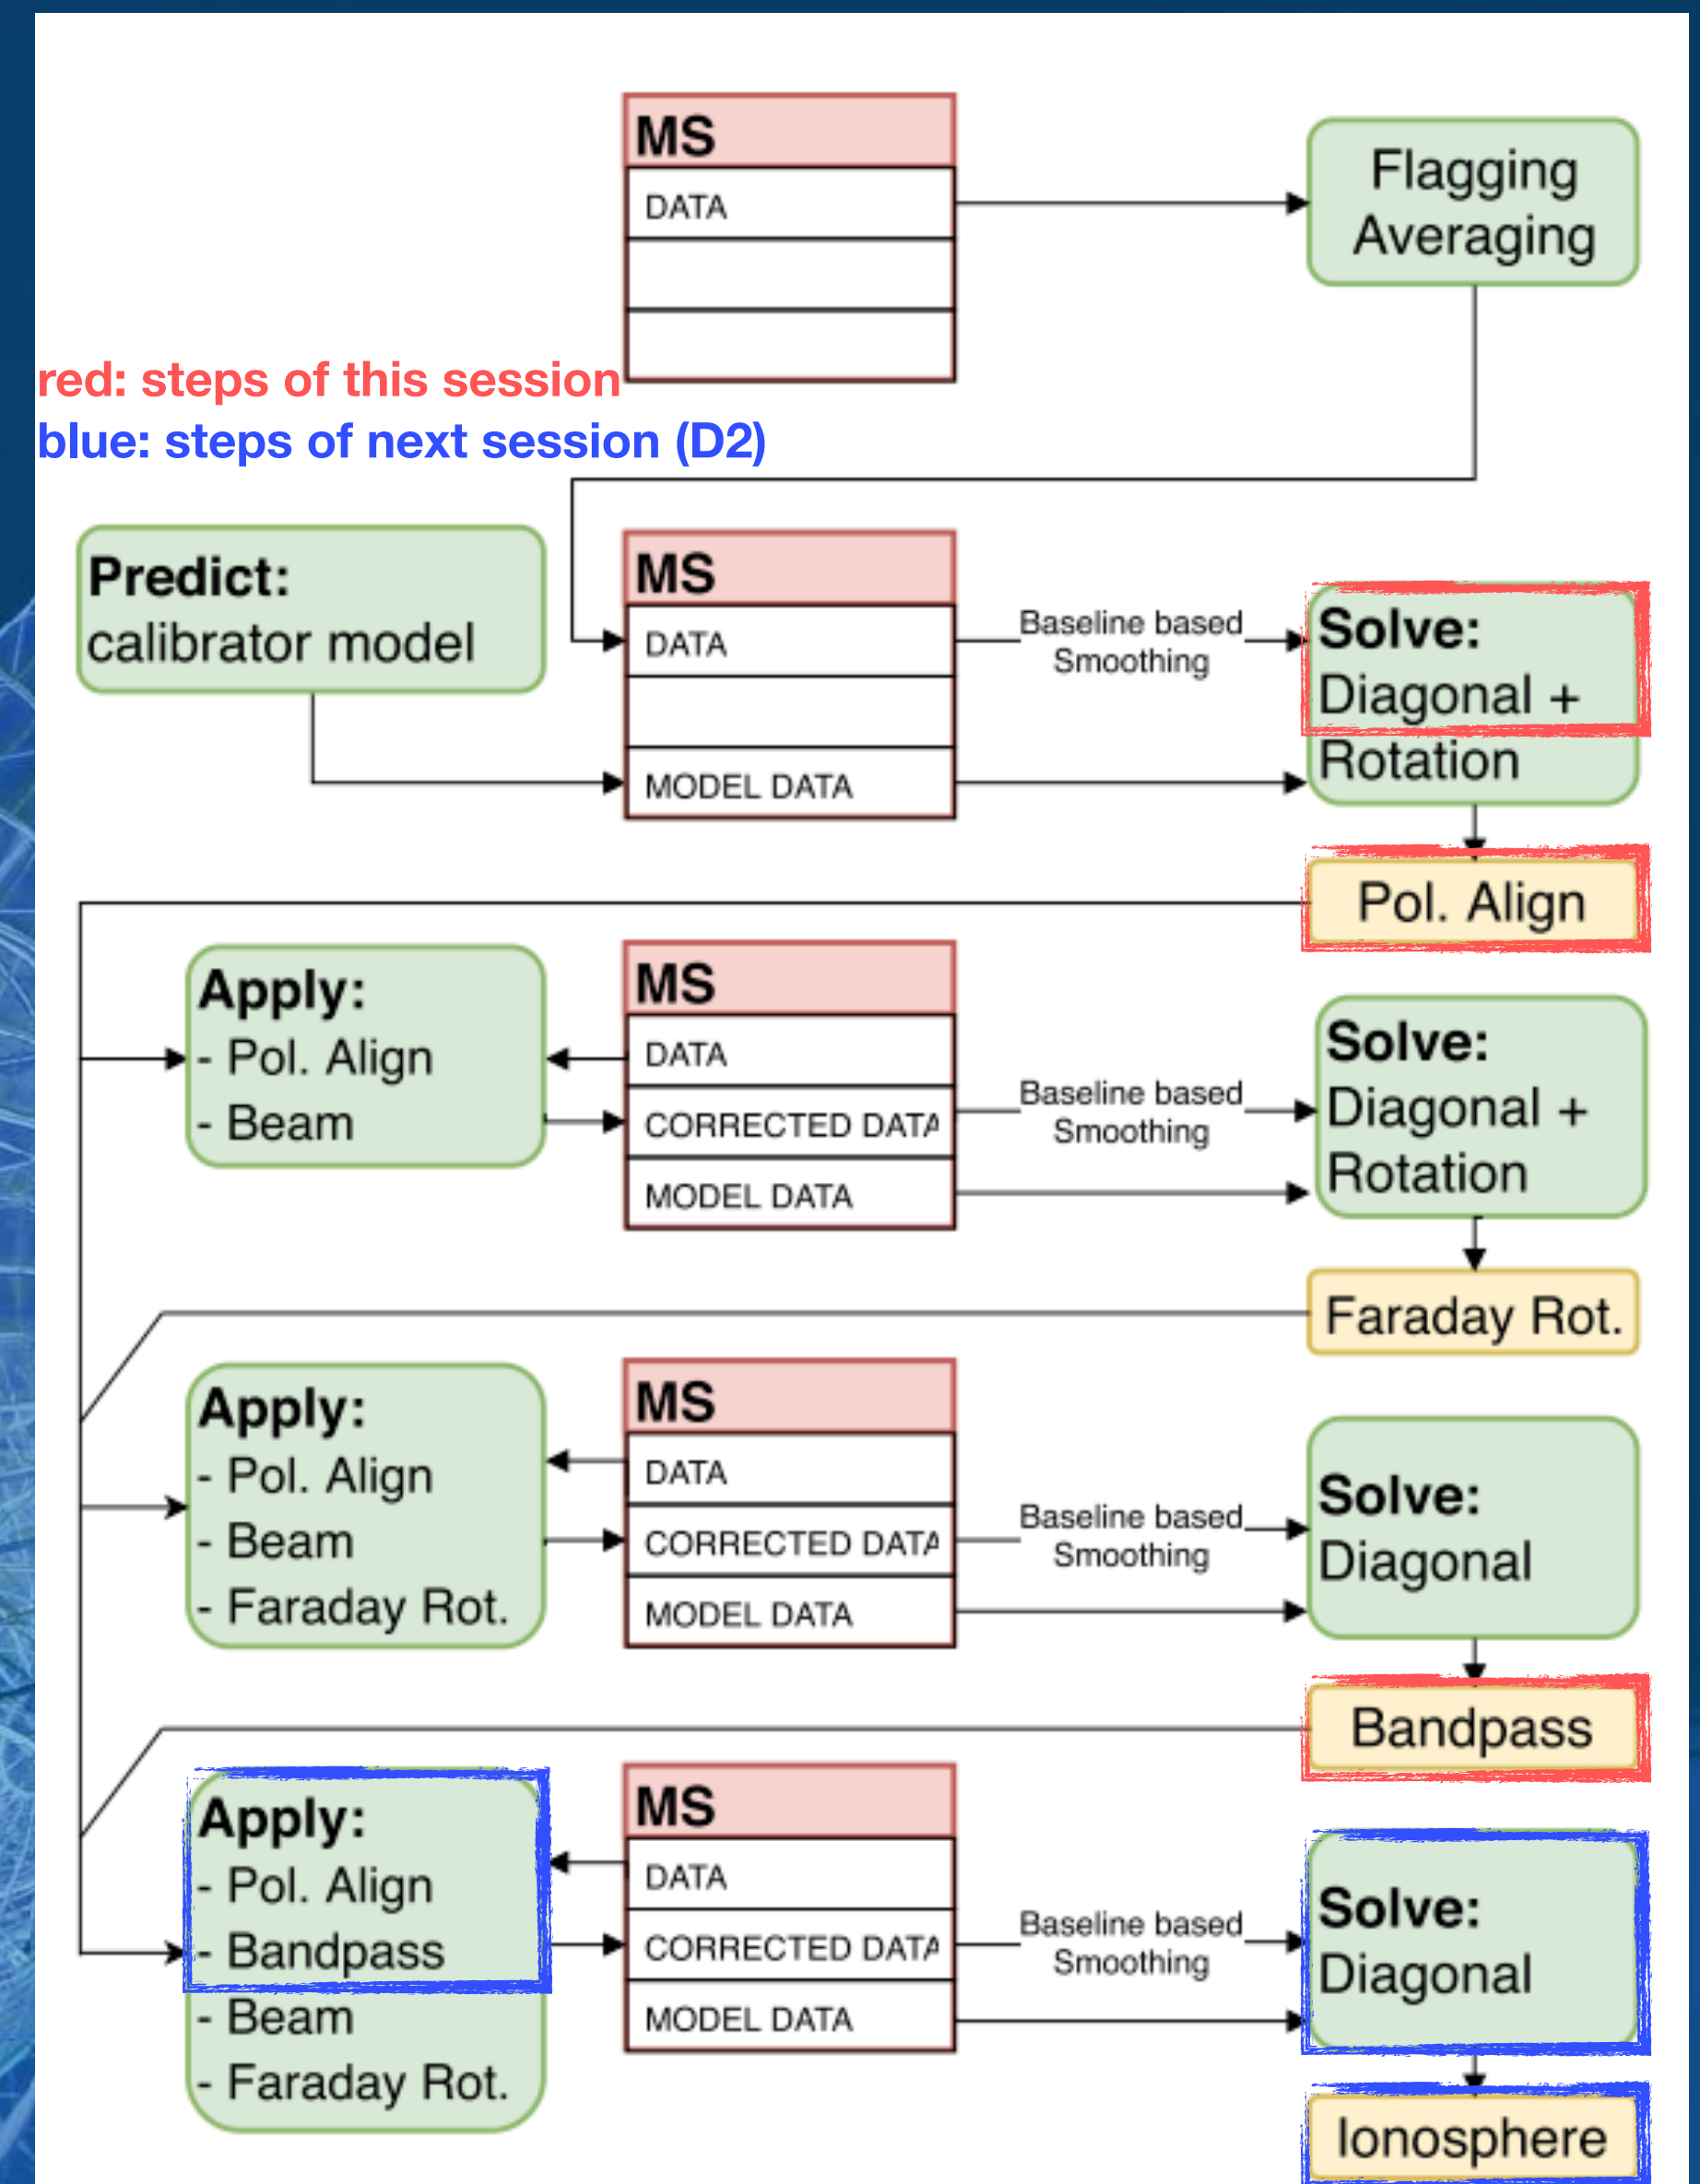 MS
DATA
Flagging
Averaging
red: steps of this session
blue: steps of next session (D2)
Predict:
calibrator model
MS
DATA
MODEL DATA
Baseline based
Smoothing
Solve:
Diagonal +
Rotation
Pol. Align
Apply:
- Pol. Align
- Beam
MS
DATA
CORRECTED DATA
MODEL DATA
Baseline based
Smoothing
Solve:
Diagonal +
Rotation
Faraday Rot.
Apply:
- Pol. Align
- Beam
- Faraday Rot.
MS
DATA
CORRECTED DATA
MODEL DATA
Baseline based
Smoothing
Solve:
Diagonal
Bandpass
Apply:
- Pol. Align
- Bandpass
- Beam
- Faraday Rot.
MS
DATA
CORRECTED DATA
MODEL DATA
Baseline based
Smoothing
Solve:
Diagonal
Ionosphere